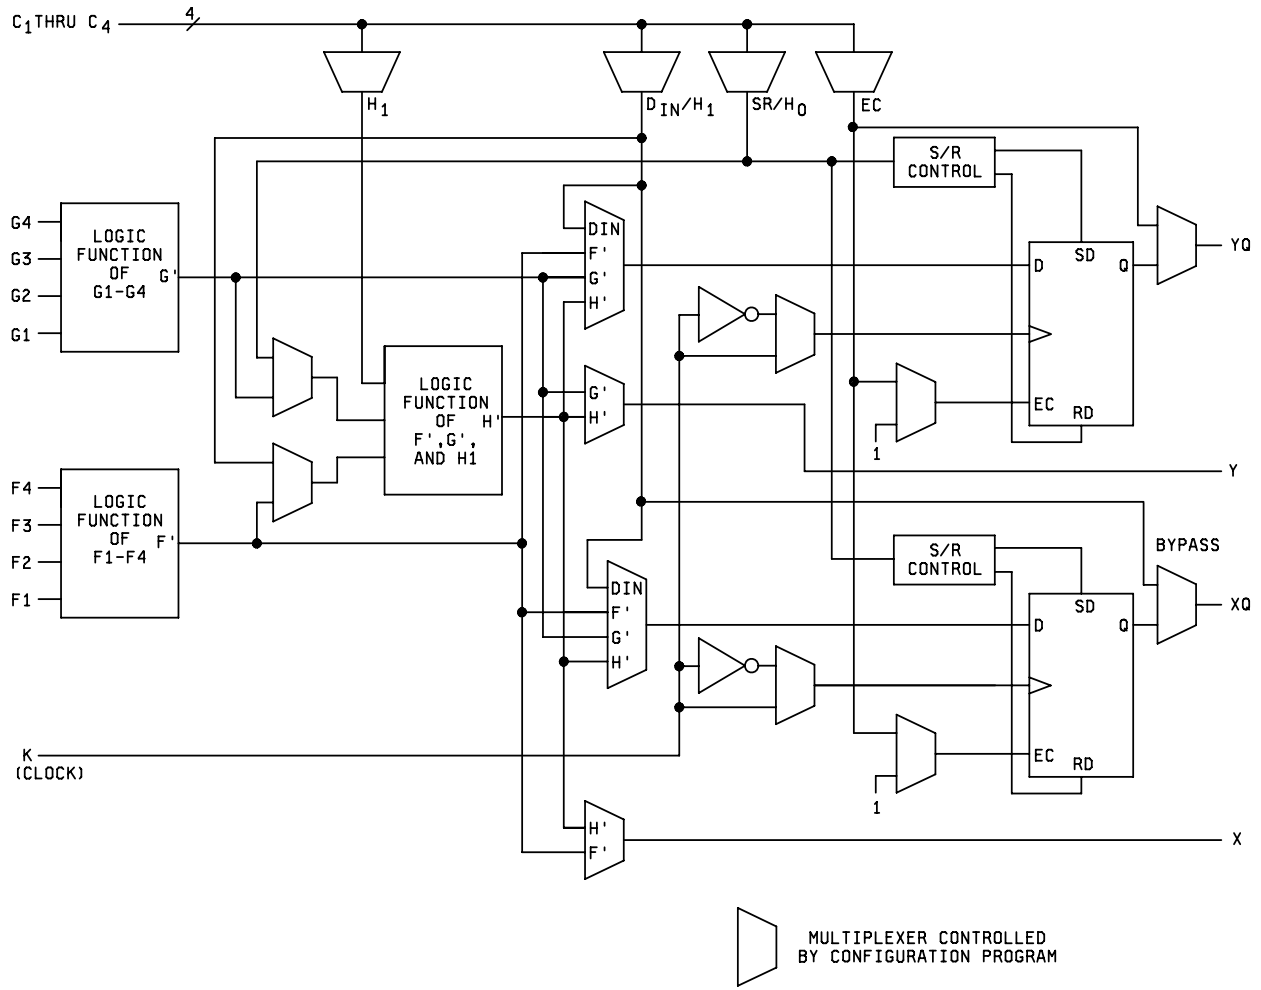 C1THRU C4
4
H1
DIN/H1
SR/H0
EC
S/R
CONTROL
G4
G3
G2
G1
LOGIC
FUNCTION
OF
G1-G4
G'
DIN
F'
G'
H'
D
SD
Q
EC
RD
YQ
1
G'
H'
Y
LOGIC
FUNCTION
OF
F',G',
AND H1
H'
F4
F3
F2
F1
LOGIC
FUNCTION
OF
F1-F4
F'
S/R
CONTROL
BYPASS
DIN
F'
G'
H'
D
SD
Q
EC
RD
XQ
1
K
(CLOCK)
H'
F'
X
MULTIPLEXER CONTROLLED
BY CONFIGURATION PROGRAM